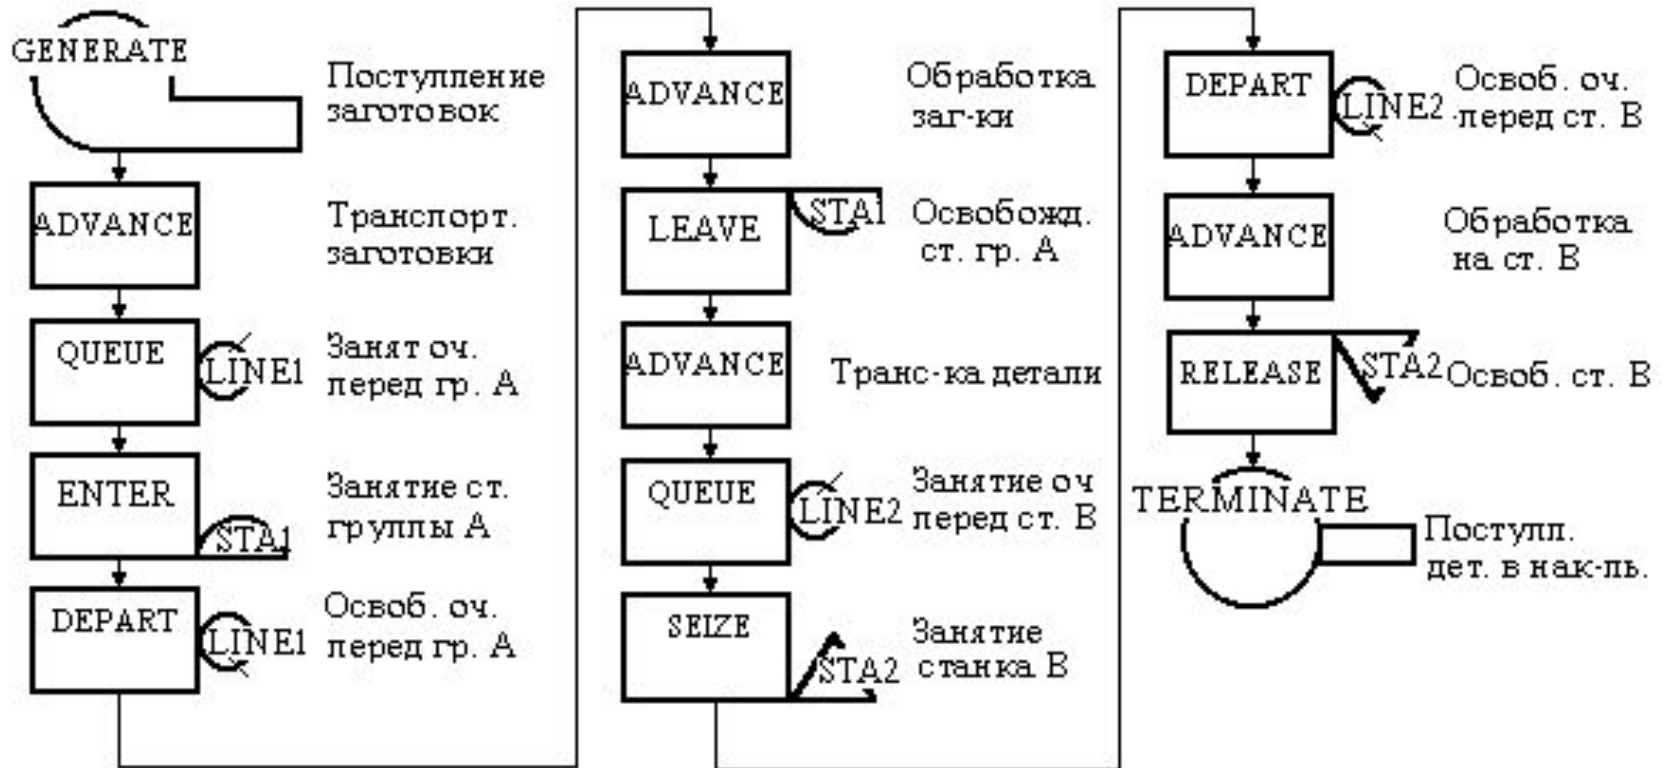 GENERATE
Поступление
заготовок
ADVANCE
Транспорт.
заготовки
QUEUE
LINE1
Занят оч.
перед гр. А
ENTER
STA1
Занятие ст.
группы А
DEPART
LINE1
Освоб. оч.
перед гр. А
ADVANCE
Обработка
заг-ки
LEAVE
STA1
Освобожд.
ст. гр. А
ADVANCE
Транс-ка детали
QUEUE
LINE2
Занятие оч
перед ст. В
SEIZE
STA2
Занятие
станка В
DEPART
LINE2
Освоб. оч.
перед ст. В
ADVANCE
Обработка
на ст. В
RELEASE
STA2
Освоб. ст. В
TERMINATE
Поступл.
дет. в нак-ль.